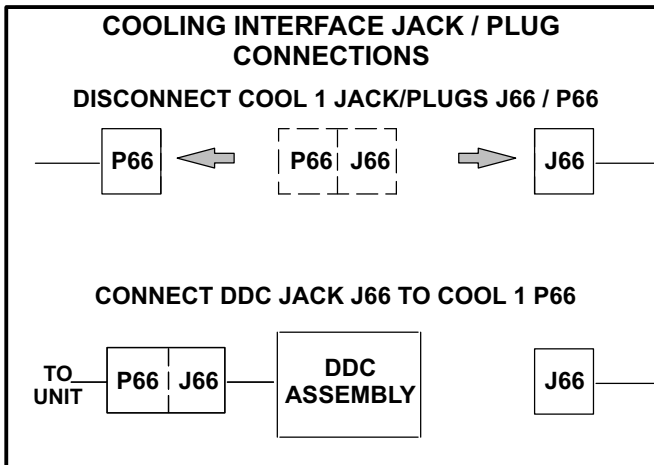 COOLING INTERFACE JACK / PLUG
CONNECTIONS
DISCONNECT COOL 1 JACK/PLUGS J66 / P66
P66 P66 J66 J66
CONNECT DDC JACK J66 TO COOL 1 P66
TO
UNIT
P66 J66
DDC
ASSEMBLY
J66